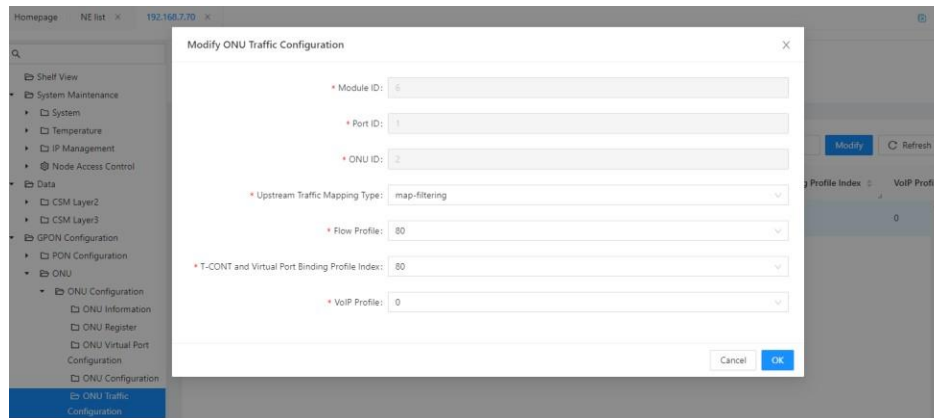 Homepage NE list × 192.168.7.70 ×
Modify ONU Traffic Configuration
Shelf View
System Maintenance
System
Temperature
IP Management
Node Access Control
Data
CSM Layer2
CSM Layer3
GPON Configuration
PON Configuration
ONU
ONU Configuration
ONU Information
ONU Register
ONU Virtual Port
Configuration
ONU Configuration
ONU Traffic
Configuration
* Module ID: 6
* Port ID: 1
* ONU ID: 2
* Upstream Traffic Mapping Type: map-filtering
* Flow Profile: 80
* T-CONT and Virtual Port Binding Profile Index: 80
* VoIP Profile: 0
Cancel OK
Modify Refresh
Profile Index VoIP Profi
0